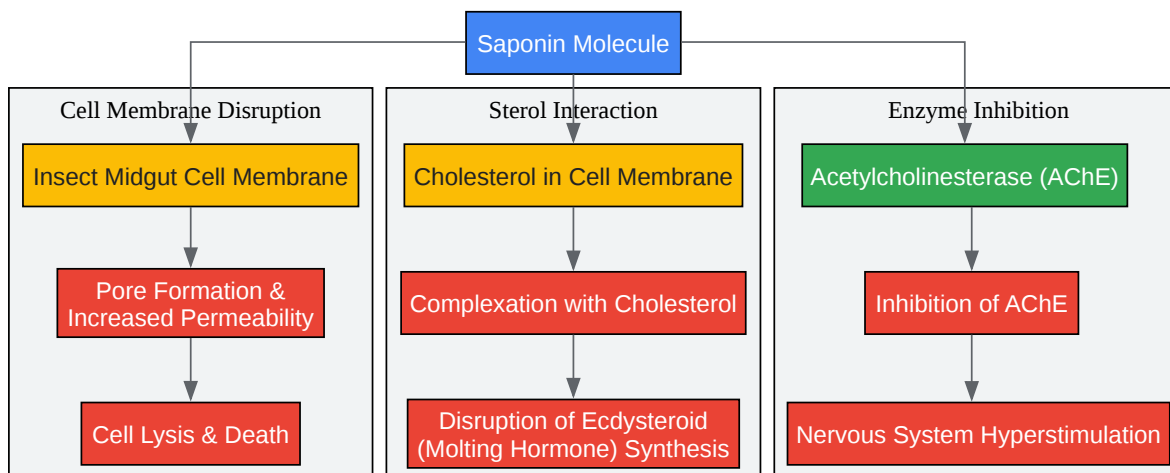 Saponin Molecule
Cell Membrane Disruption
Insect Midgut Cell Membrane
Pore Formation &
Increased Permeability
Cell Lysis & Death
Sterol Interaction
Cholesterol in Cell Membrane
Complexation with Cholesterol
Disruption of Ecdysteroid
(Molting Hormone) Synthesis
Enzyme Inhibition
Acetylcholinesterase (AChE)
Inhibition of AChE
Nervous System Hyperstimulation